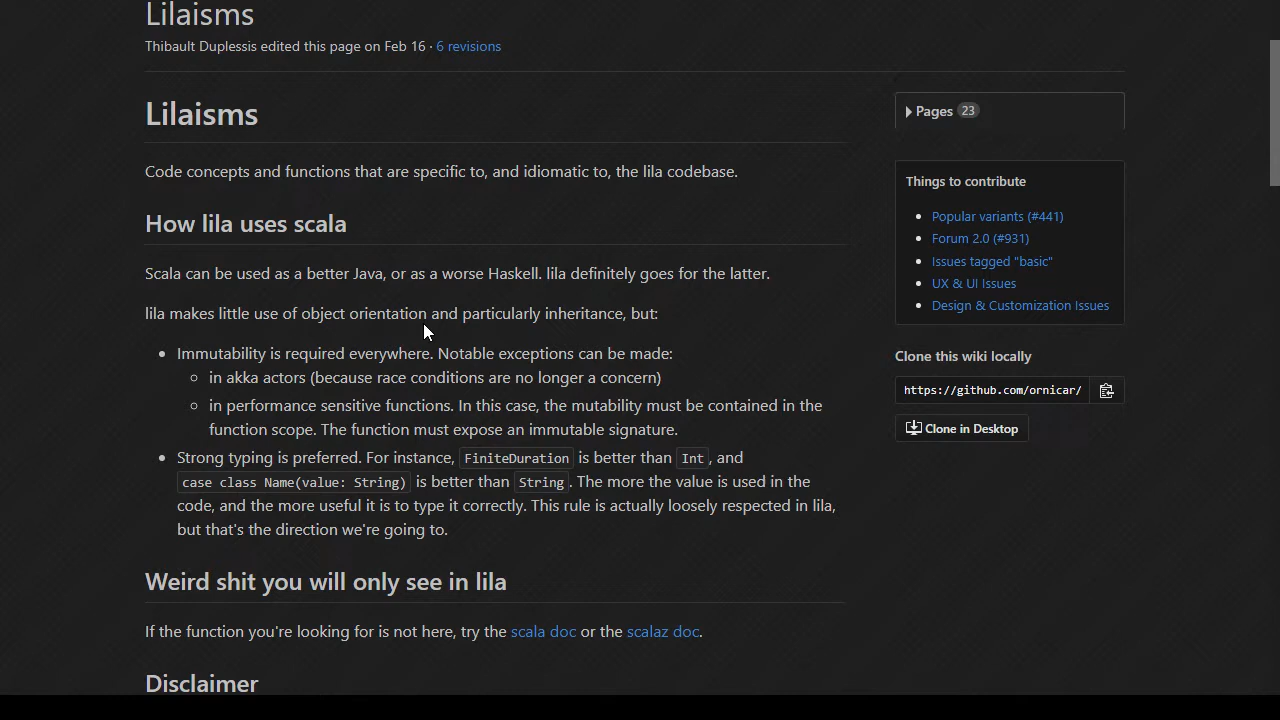 Lilaisms
Thibault Duplessis edited this page on Feb 16 · 6 revisions
Lilaisms
Code concepts and functions that are specific to, and idiomatic to, the lila codebase.
How lila uses scala
Scala can be used as a better Java, or as a worse Haskell. lila definitely goes for the latter.
lila makes little use of object orientation and particularly inheritance, but:
Immutability is required everywhere. Notable exceptions can be made:
in akka actors (because race conditions are no longer a concern)
in performance sensitive functions. In this case, the mutability must be contained in the
function scope. The function must expose an immutable signature.
Strong typing is preferred. For instance, FiniteDuration is better than Int, and
case class Name(value: String) is better than String. The more the value is used in the
code, and the more useful it is to type it correctly. This rule is actually loosely respected in lila,
but that's the direction we're going to.
Weird shit you will only see in lila
If the function you're looking for is not here, try the scala doc or the scalaz doc.
Disclaimer
Pages 23
Things to contribute
Popular variants (#441)
Forum 2.0 (#931)
Issues tagged "basic"
UX & UI Issues
Design & Customization Issues
Clone this wiki locally
https://github.com/ornicar/
Clone in Desktop